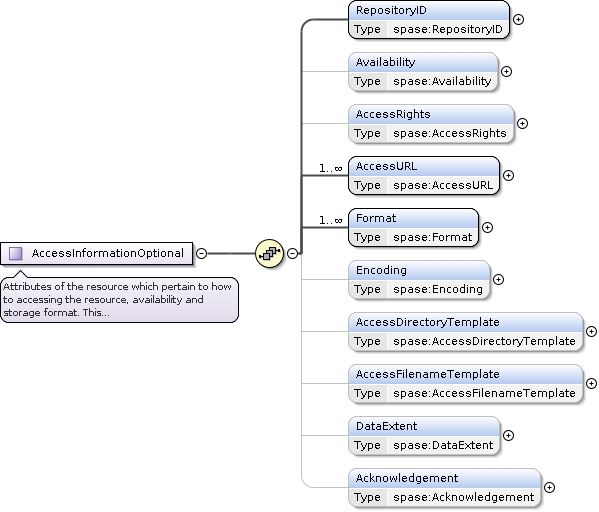 RepositoryID
Type spase:RepositoryID
Availability
Type spase:Availability
AccessRights
Type spase:AccessRights
1..∞
AccessURL
Type spase:AccessURL
1..∞
Format
Type spase:Format
AccessInformationOptional
Attributes of the resource which pertain to how
to accessing the resource, availability and
storage format. This...
Encoding
Type spase:Encoding
AccessDirectoryTemplate
Type spase:AccessDirectoryTemplate
AccessFilenameTemplate
Type spase:AccessFilenameTemplate
DataExtent
Type spase:DataExtent
Acknowledgement
Type spase:Acknowledgement